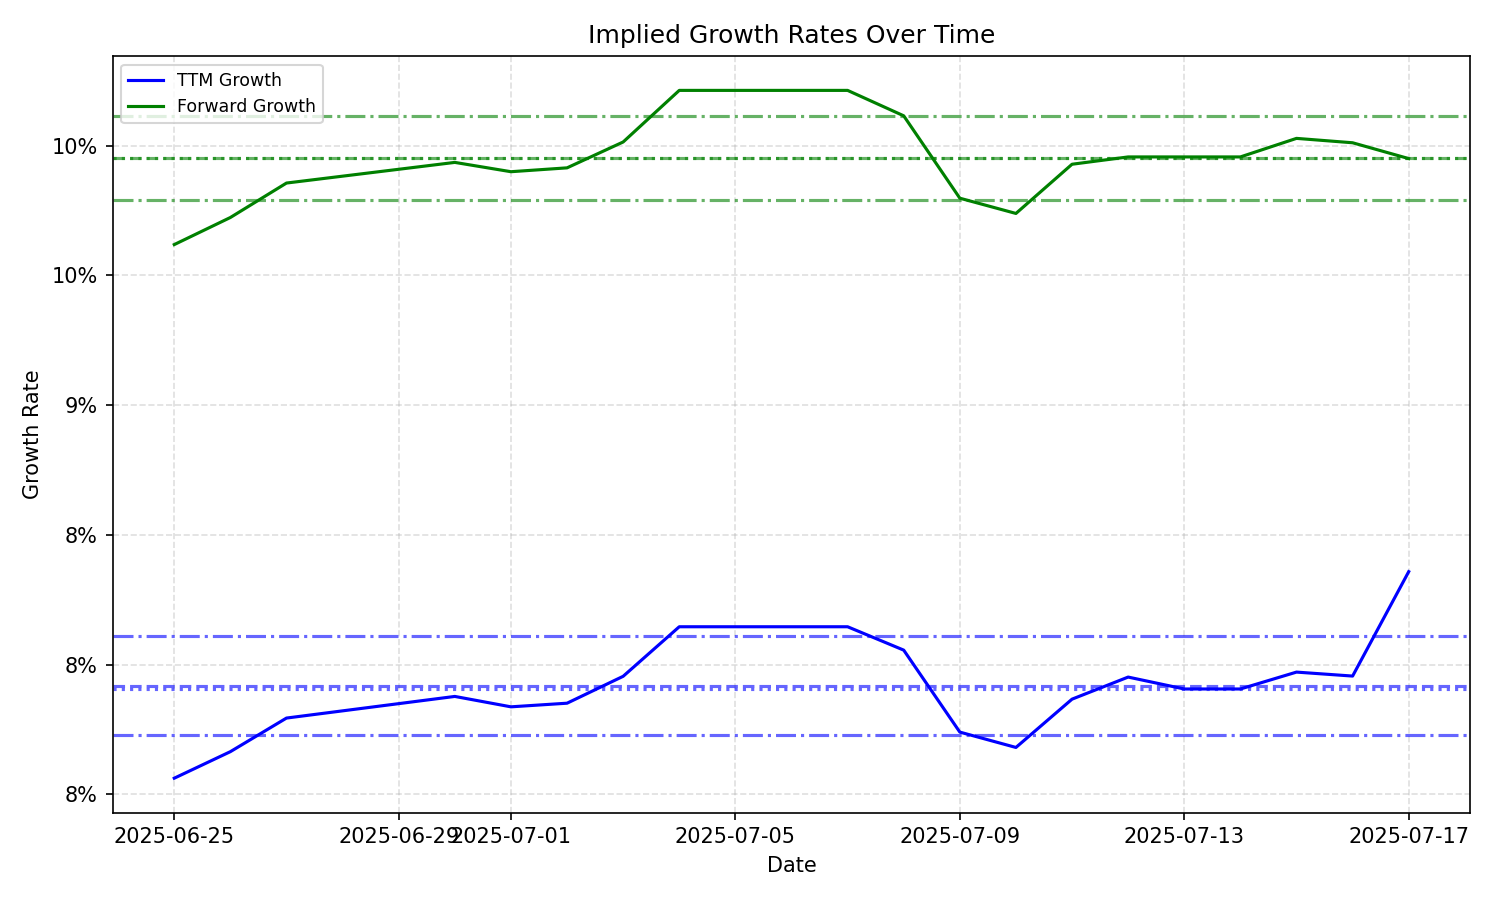 Implied Growth Rates Over Time
TTM Growth
Forward Growth
10%
10%
9%
8%
8%
8%
Growth Rate
2025-06-25
2025-06-29
2025-07-01
2025-07-05
2025-07-09
2025-07-13
2025-07-17
Date